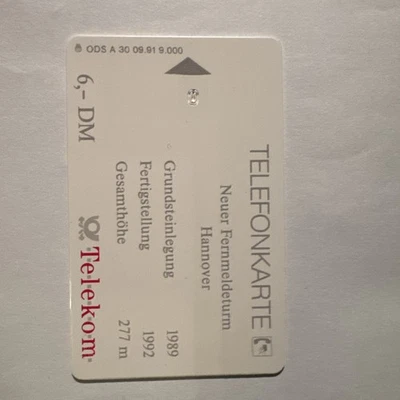 ODS A 30 09.91 9.000
TELEFONKARTE
Neuer Fernmeldeturm
Hannover
Grundsteinlegung 1989
Fertigstellung 1992
Gesamthöhe 277 m
6,- DM
Telekom